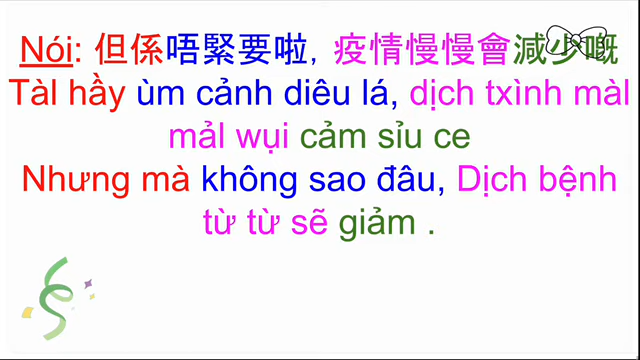 Nói: 但係唔緊要啦, 疫情慢慢會減少嘅
Tàl hầy ùm cảnh diêu lá, dịch txình màl
mảl wụi cảm sỉu ce
Nhưng mà không sao đâu, Dịch bệnh
từ từ sẽ giảm .